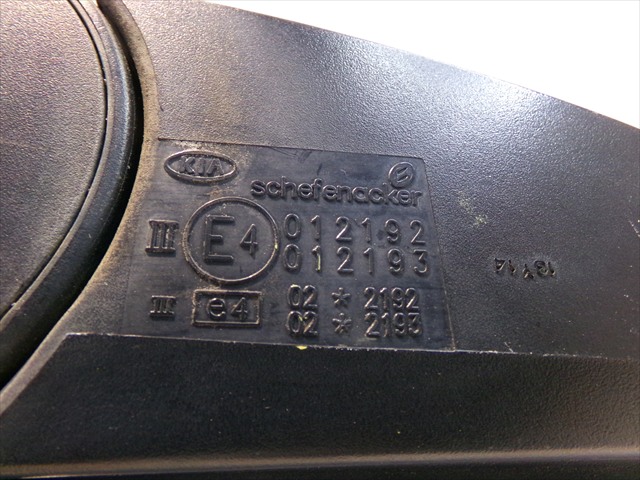 KIA
schefenacker
III E4 012192
012193
III e4 02 * 2192
02 * 2193